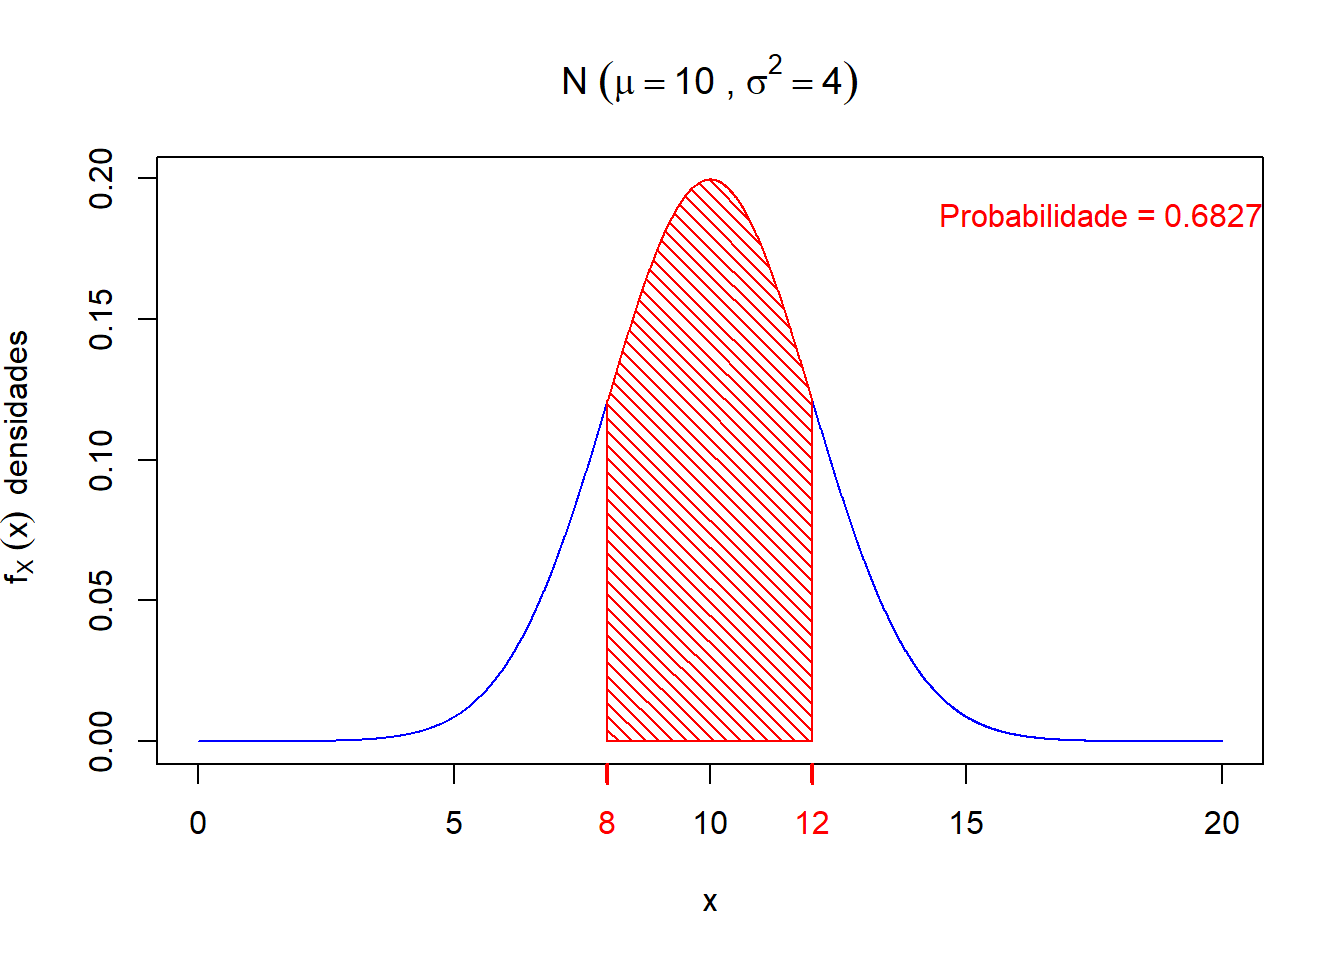 N (μ = 10 , σ² = 4)
Probabilidade = 0.6827
fX (x) densidades
0.20
0.15
0.10
0.05
0.00
0 5 8 10 12 15 20
x